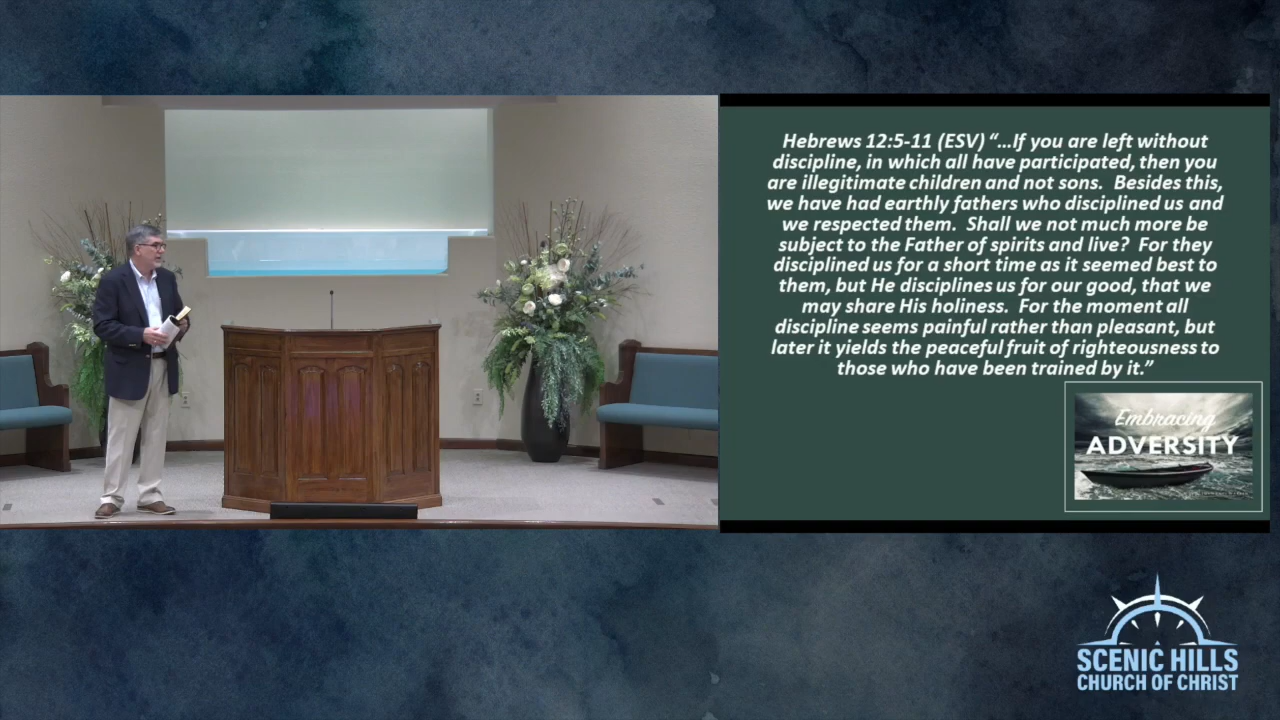 Hebrews 12:5-11 (ESV) “…If you are left without
discipline, in which all have participated, then you
are illegitimate children and not sons.  Besides this,
we have had earthly fathers who disciplined us and
we respected them.  Shall we not much more be
subject to the Father of spirits and live?  For they
disciplined us for a short time as it seemed best to
them, but He disciplines us for our good, that we
may share His holiness.  For the moment all
discipline seems painful rather than pleasant, but
later it yields the peaceful fruit of righteousness to
those who have been trained by it.”
Embracing
ADVERSITY
SCENIC HILLS
CHURCH OF CHRIST